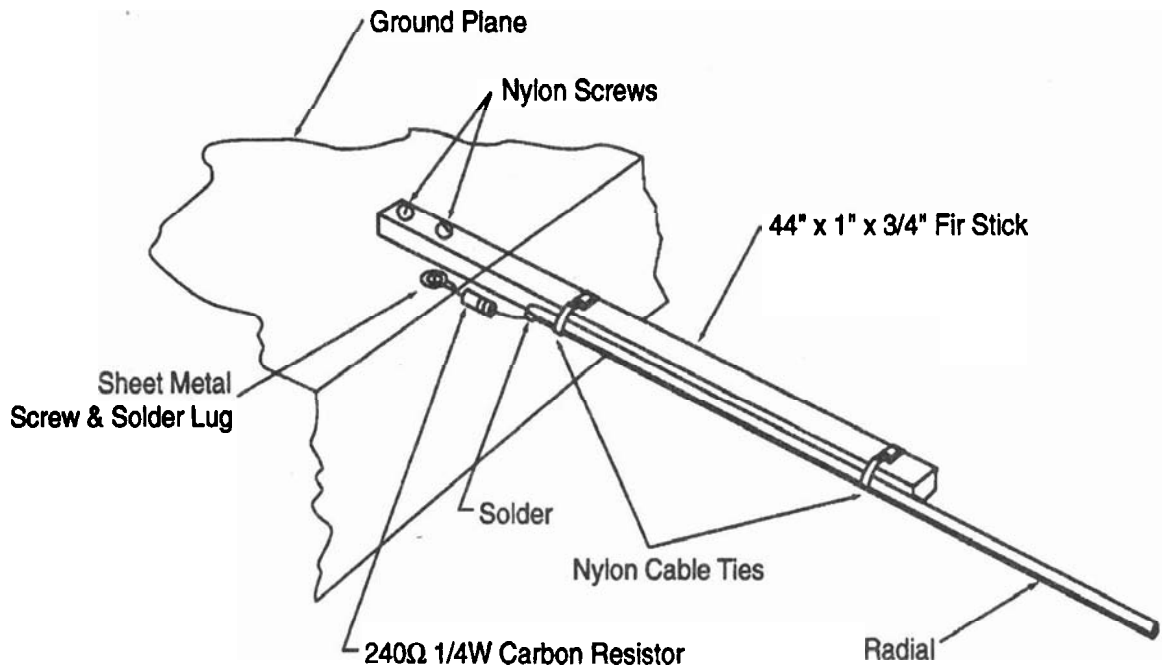 Ground Plane
Nylon Screws
44" x 1" x 3/4" Fir Stick
Sheet Metal
Screw & Solder Lug
Solder
Nylon Cable Ties
240Ω 1/4W Carbon Resistor
Radial